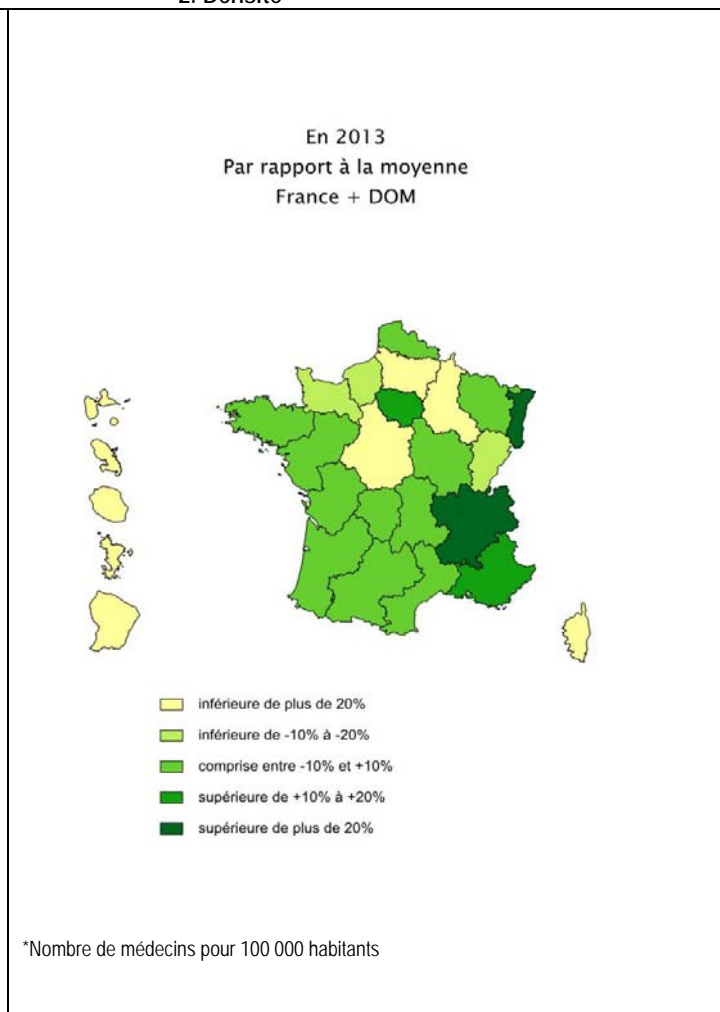 2. Densité
En 2013
Par rapport à la moyenne
France + DOM
inférieure de plus de 20%
inférieure de -10% à -20%
comprise entre -10% et +10%
supérieure de +10% à +20%
supérieure de plus de 20%
*Nombre de médecins pour 100 000 habitants